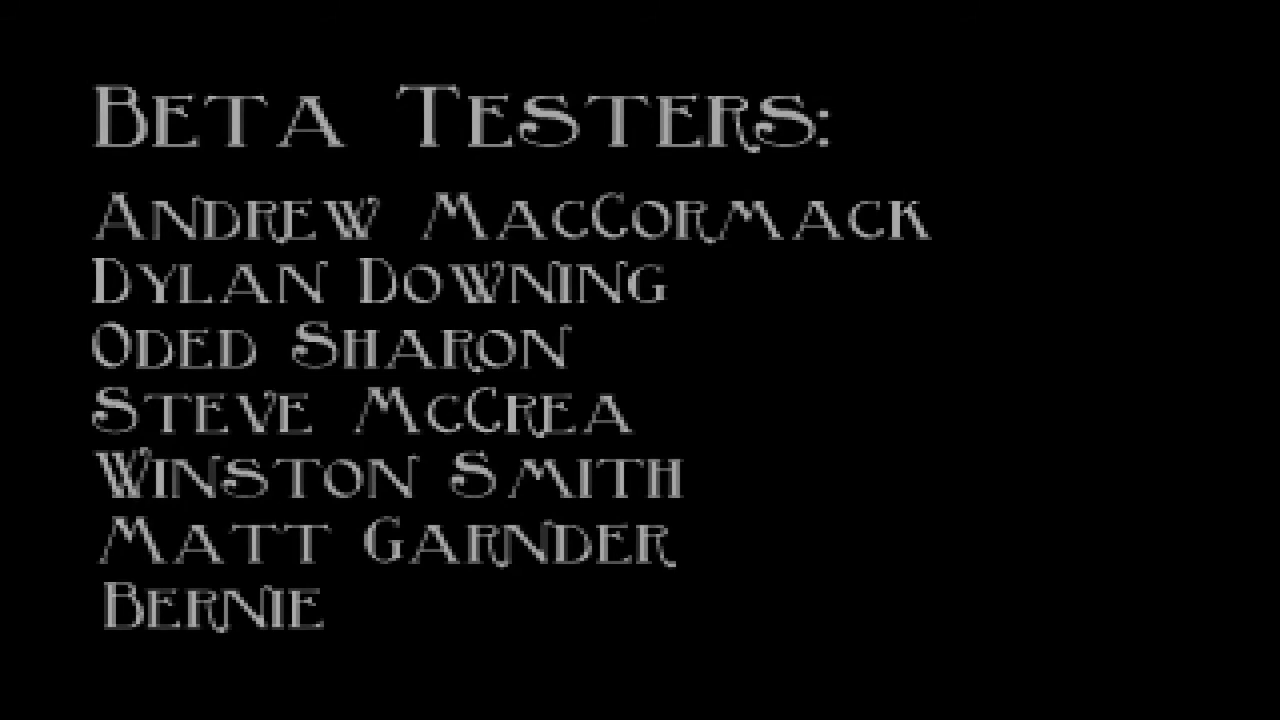 Beta Testers:
Andrew MacCormack
Dylan Downing
Oded Sharon
Steve McCrea
Winston Smith
Matt Garnder
Bernie